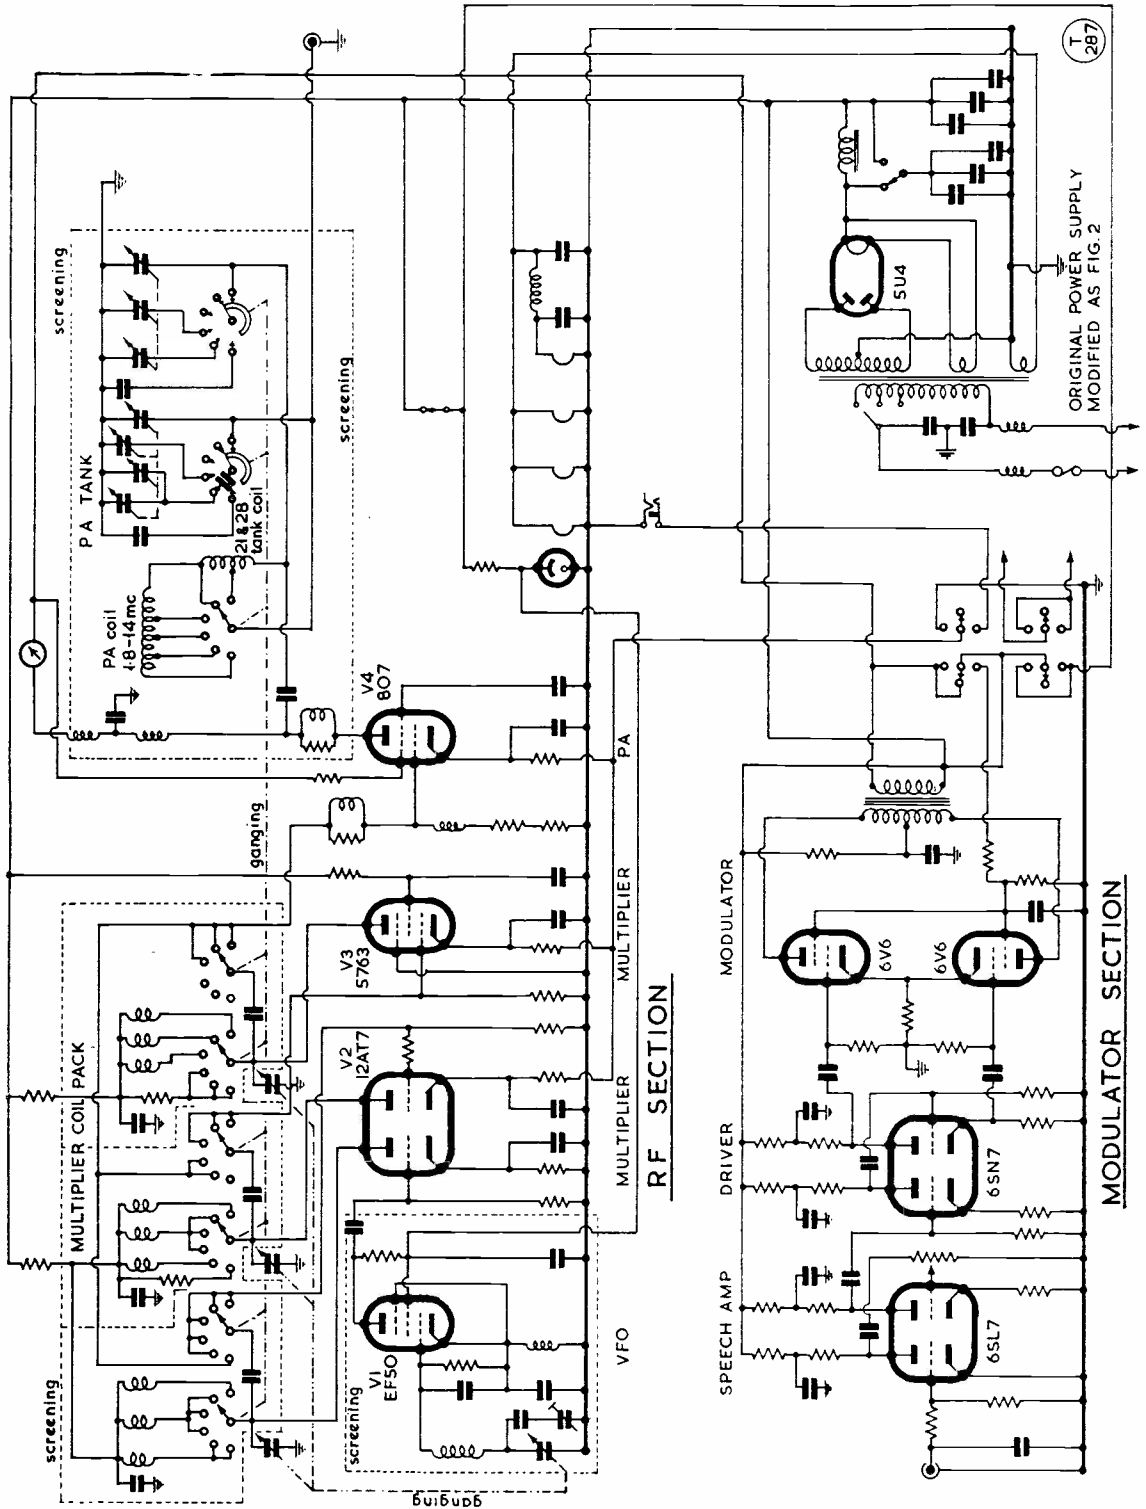 screening
MULTIPLIER COIL PACK
ganging
ganging
screening
VFO
V1
EF50
V2
12AT7
V3
5763
V4
807
MULTIPLIER
MULTIPLIER
PA
RF SECTION
PA TANK
PA coil
1·8-14mc
21 & 28
tank coil
screening
screening
SPEECH AMP
DRIVER
MODULATOR
6SL7
6SN7
6V6
6V6
MODULATOR SECTION
5U4
ORIGINAL POWER SUPPLY
MODIFIED AS FIG.2
T
287